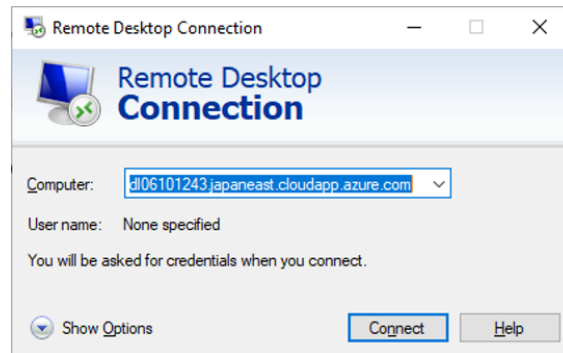 Remote Desktop Connection
Remote Desktop
Connection
Computer: dl06101243.japaneast.cloudapp.azure.com
User name: None specified
You will be asked for credentials when you connect.
Show Options Connect Help